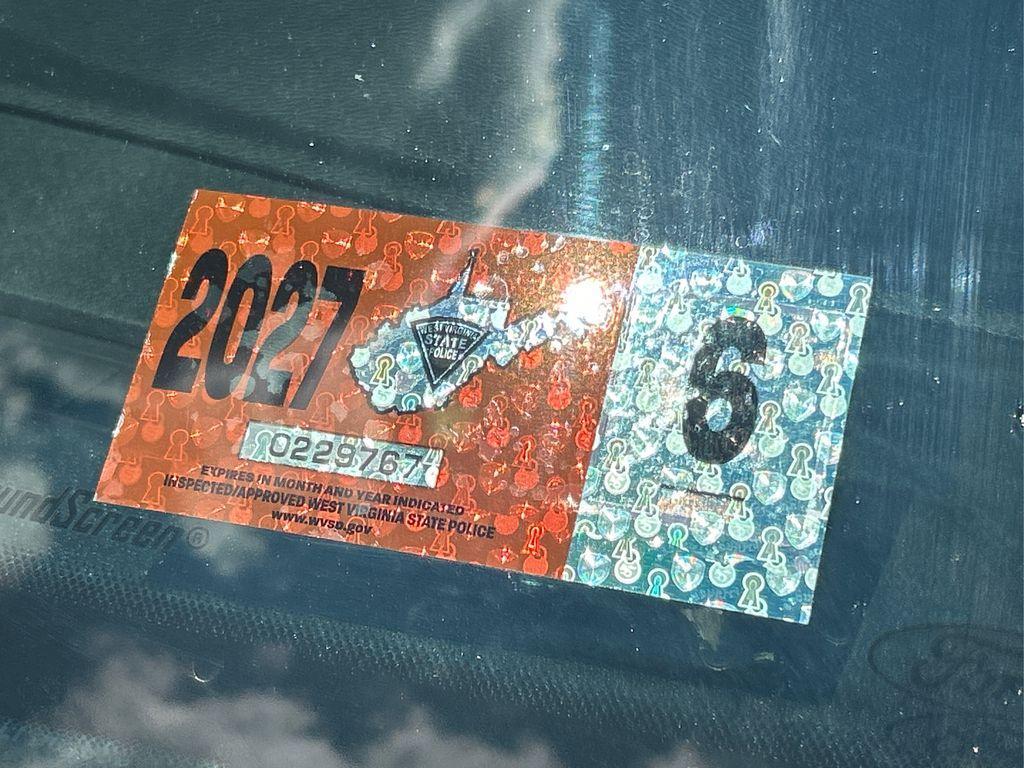 2027
WEST VIRGINIA
STATE
POLICE
6
0229767
EXPIRES IN MONTH AND YEAR INDICATED
INSPECTED/APPROVED WEST VIRGINIA STATE POLICE
www.wvsp.gov
undScreen®